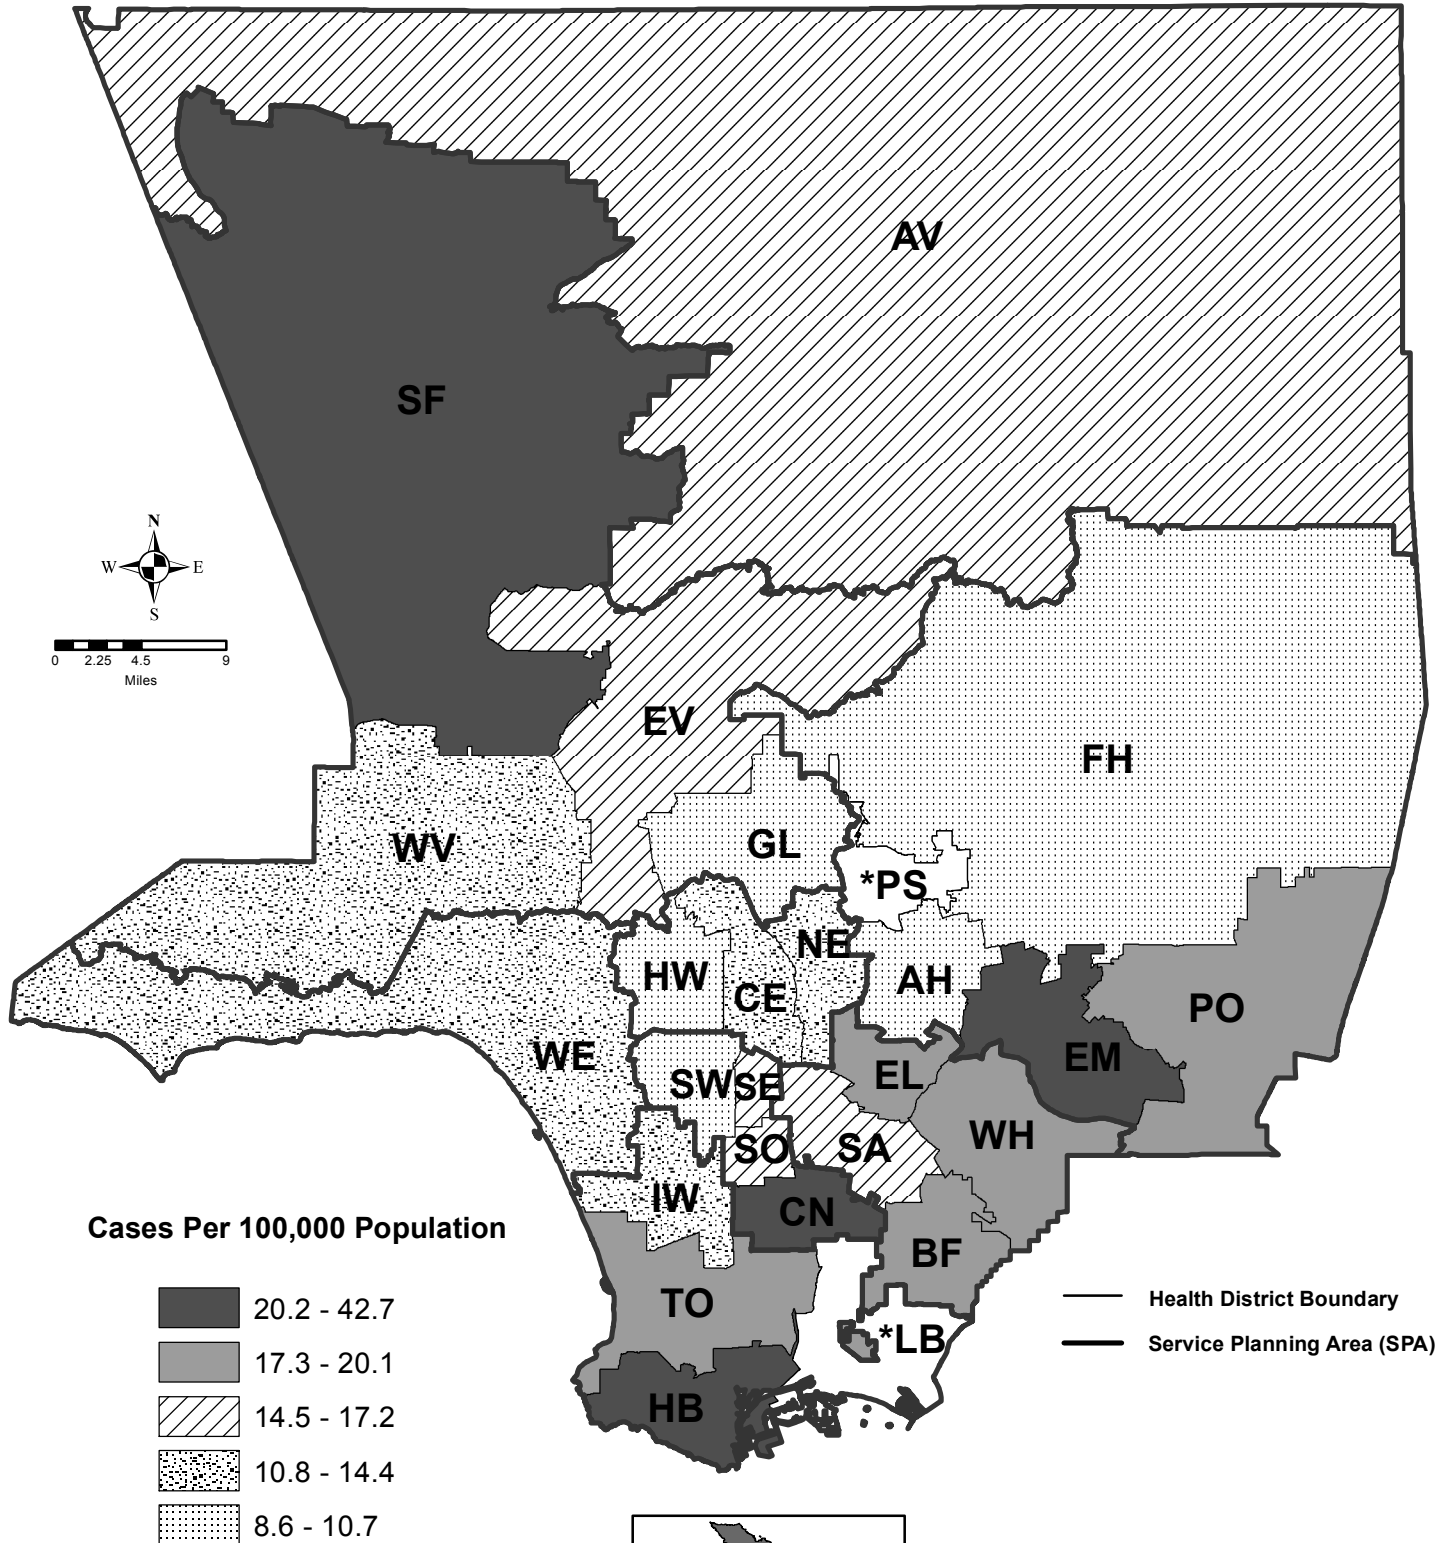 AV
SF
N
W E
S
0 2.25 4.5 9
Miles
EV
FH
WV
GL
*PS
NE
HW
AH
CE
PO
WE
EM
EL
SW
SE
WH
SO
SA
IW
CN
BF
TO
*LB
HB
Cases Per 100,000 Population
20.2 - 42.7
17.3 - 20.1
14.5 - 17.2
10.8 - 14.4
8.6 - 10.7
Health District Boundary
Service Planning Area (SPA)